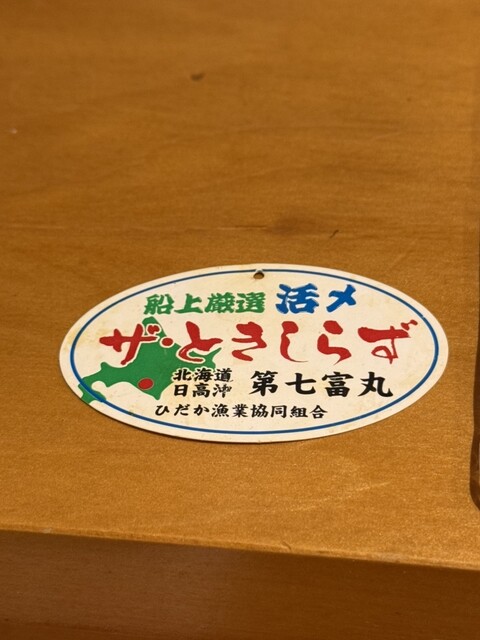 船上厳選 活〆
ザ・ときしらず
北海道
日高沖 第七富丸
ひだか漁業協同組合